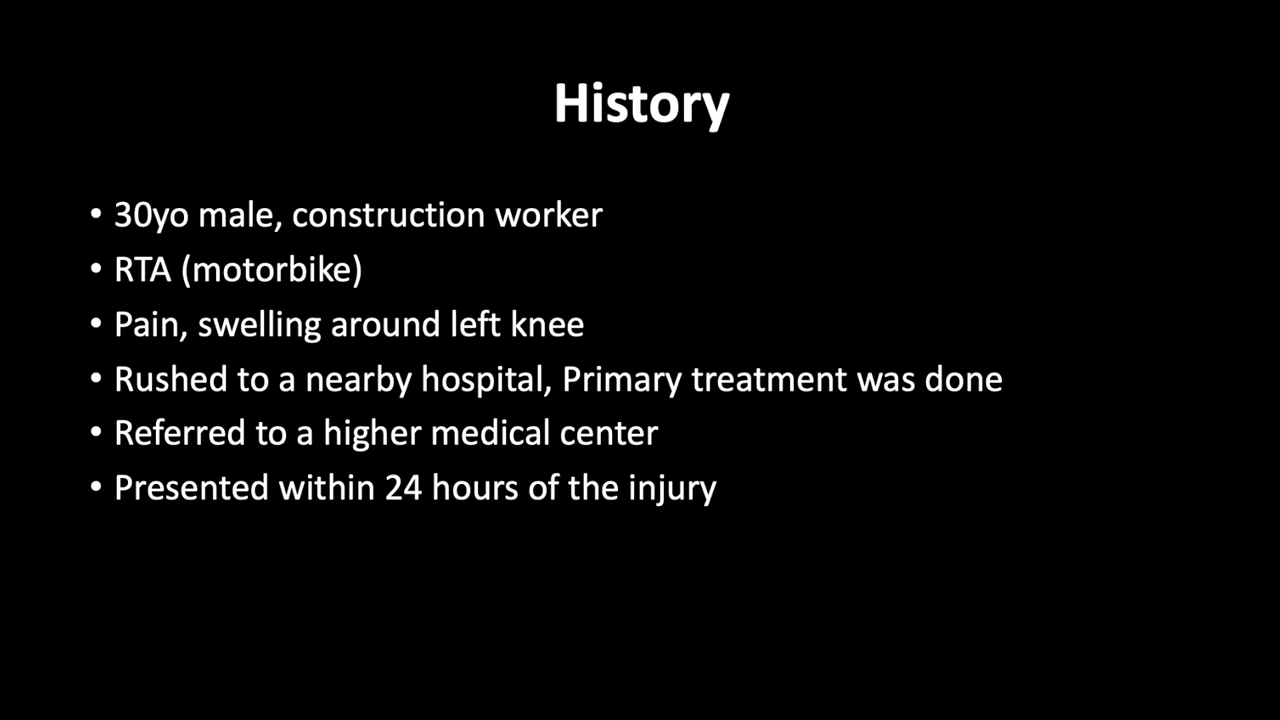 History
• 30yo male, construction worker
• RTA (motorbike)
• Pain, swelling around left knee
• Rushed to a nearby hospital, Primary treatment was done
• Referred to a higher medical center
• Presented within 24 hours of the injury